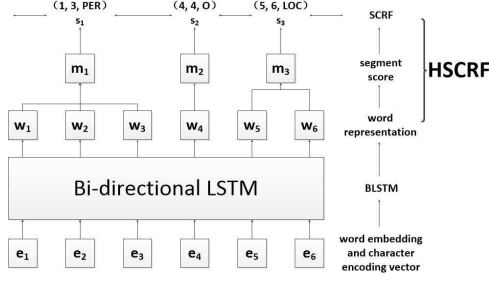 (1, 3, PER) (4, 4, O) (5, 6, LOC) SCRF
s1 s2 s3
m1 m2 m3 segment score HSCRF
w1 w2 w3 w4 w5 w6 word representation
Bi-directional LSTM BLSTM
e1 e2 e3 e4 e5 e6 word embedding and character encoding vector